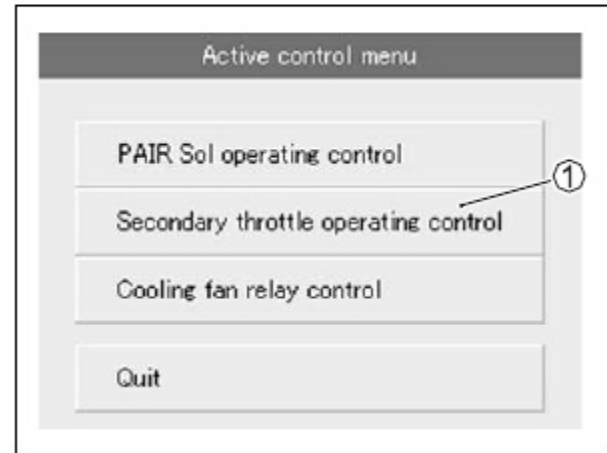 Active control menu
PAIR Sol operating control
①
Secondary throttle operating control
Cooling fan relay control
Quit